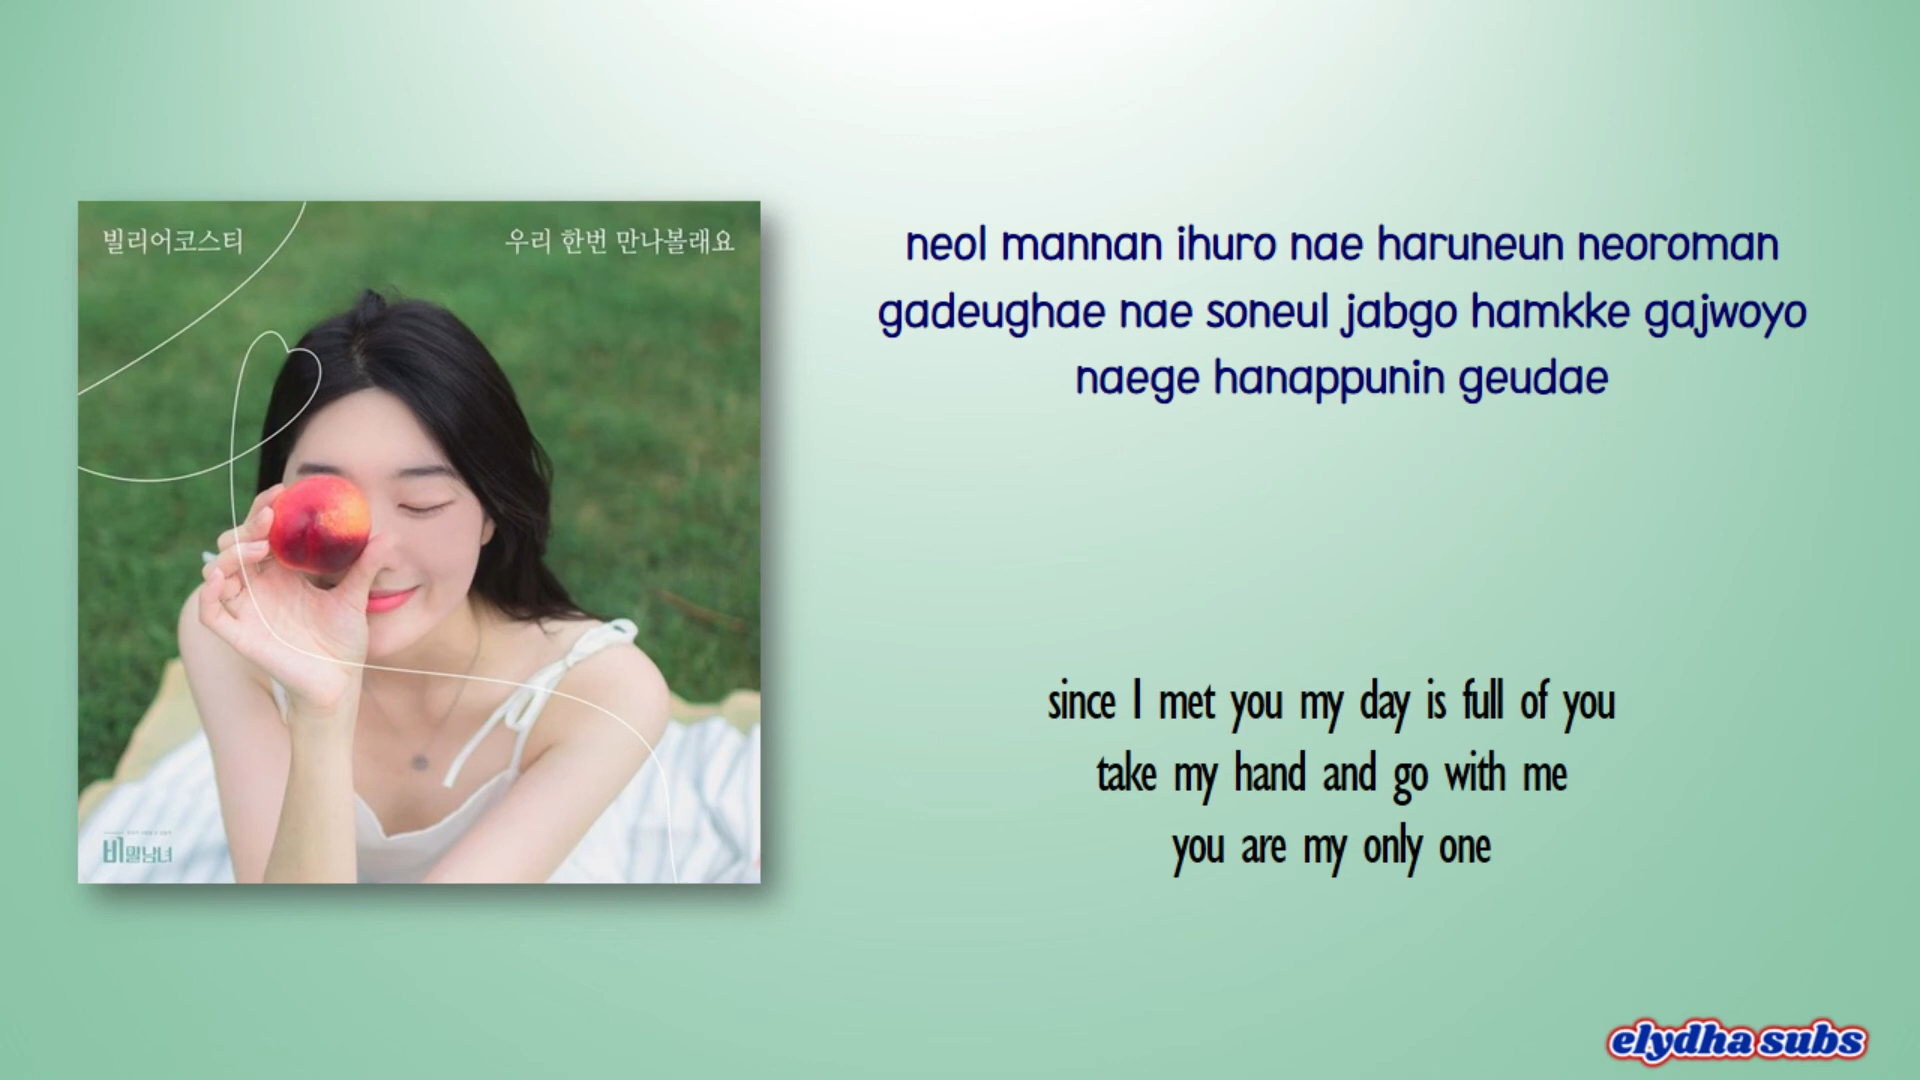 빌리어코스티
우리 한번 만나볼래요
비밀남녀
neol mannan ihuro nae haruneun neoroman
gadeughae nae soneul jabgo hamkke gajwoyo
naege hanappunin geudae
since I met you my day is full of you
take my hand and go with me
you are my only one
elydha subs